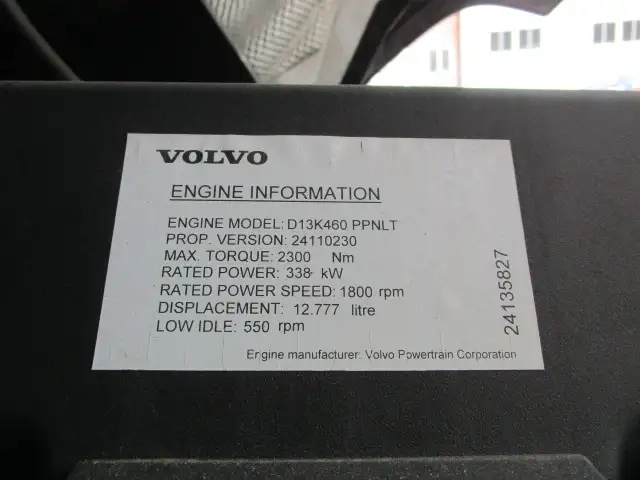 VOLVO
ENGINE INFORMATION
ENGINE MODEL: D13K460 PPNLT
PROP. VERSION: 24110230
MAX. TORQUE: 2300 Nm
RATED POWER: 338 kW
RATED POWER SPEED: 1800 rpm
DISPLACEMENT: 12.777 litre
LOW IDLE: 550 rpm
Engine manufacturer: Volvo Powertrain Corporation
24135827